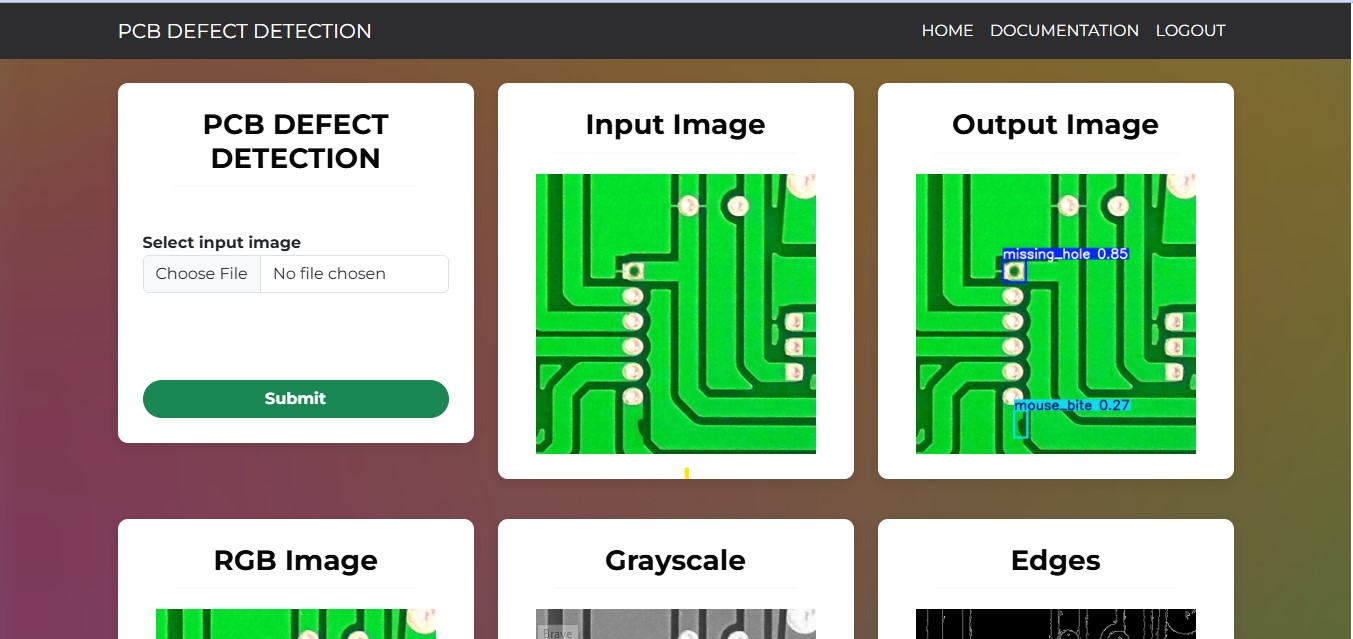 PCB DEFECT DETECTION
HOME DOCUMENTATION LOGOUT
PCB DEFECT
DETECTION
Select input image
Choose File No file chosen
Submit
Input Image
Output Image
missing_hole 0.85
mouse_bite 0.27
RGB Image
Grayscale
Brave
Edges